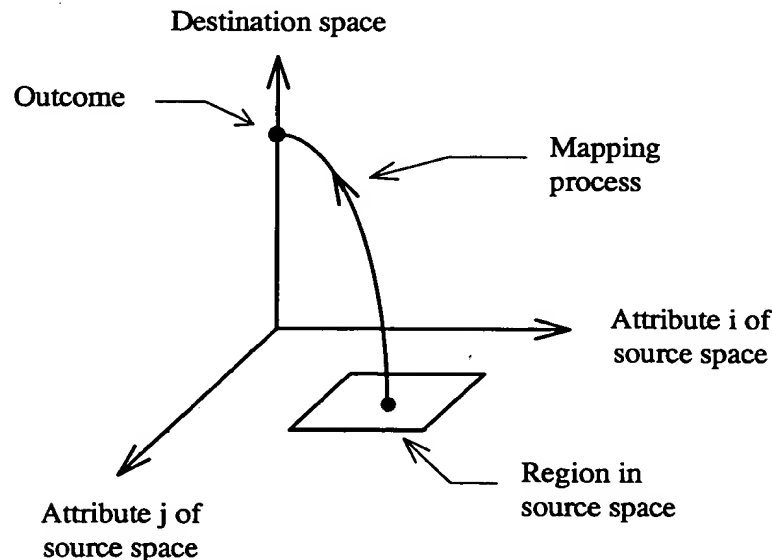 Destination space
Outcome
Mapping
process
Attribute i of
source space
Region in
source space
Attribute j of
source space